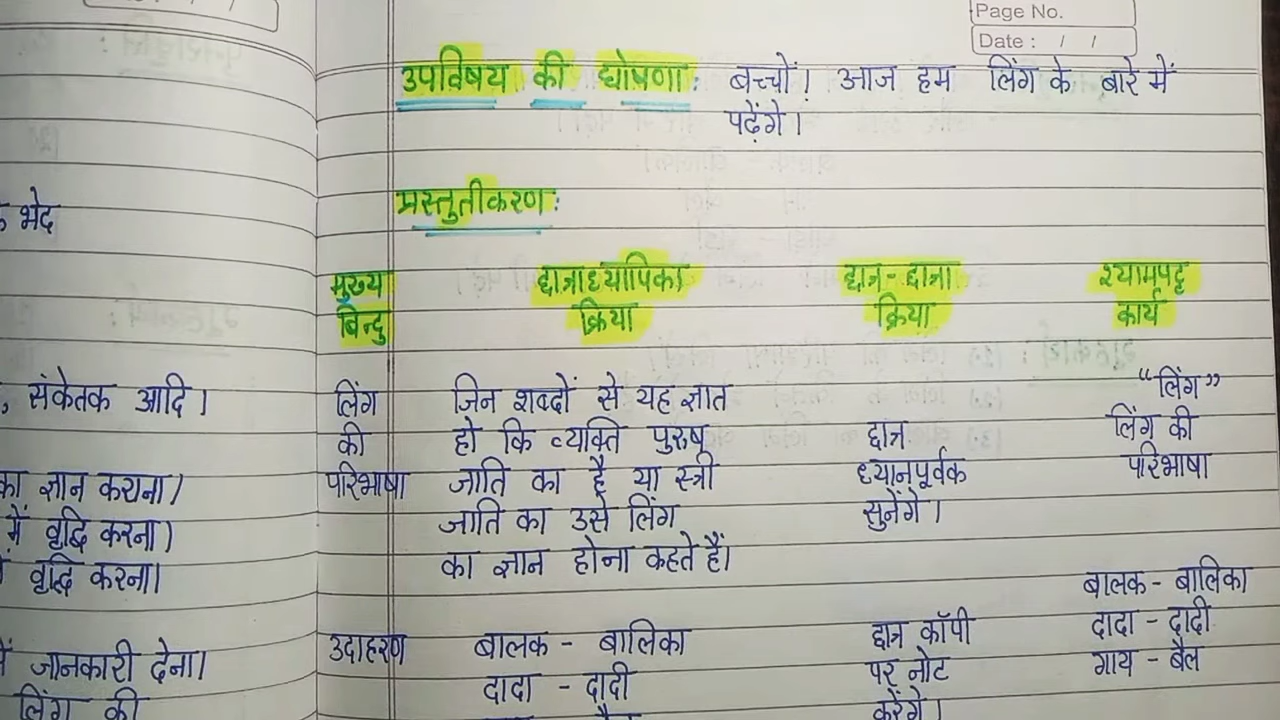 Page No.
Date : / /
उपविषय की घोषणा: बच्चों! आज हम लिंग के बारे में
पढ़ेंगे।
प्रस्तुतीकरण:
भेद
मुख्या बिन्दु
छात्राध्यापिका क्रिया
छात्र-छात्रा क्रिया
श्यामपट्ट कार्य
, संकेतक आदि।
का ज्ञान कराना।
में वृद्धि करना।
वृद्धि करना।
में जानकारी देना।
लिंग की
लिंग
की
परिभाषा
जिन शब्दों से यह ज्ञात
हो कि व्यक्ति पुरुष
जाति का है या स्त्री
जाति का उसे लिंग
का ज्ञान होना कहते हैं।
छात्र
ध्यानपूर्वक
सुनेंगे।
“लिंग”
लिंग की
परिभाषा
उदाहरण
बालक - बालिका
दादा - दादी
छात्र कॉपी
पर नोट
करेंगे।
बालक - बालिका
दादा - दादी
गाय - बैल